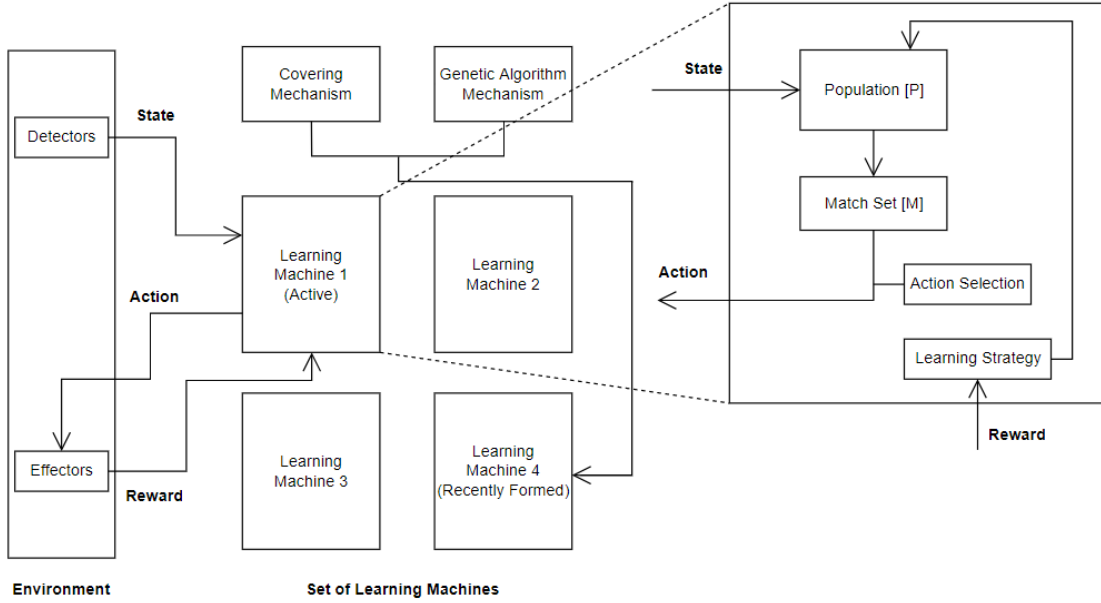 Covering
Mechanism
Genetic Algorithm
Mechanism
State
Detectors
Learning
Machine 1
(Active)
Learning
Machine 2
Action
Effectors
Reward
Learning
Machine 3
Learning
Machine 4
(Recently Formed)
Environment
Set of Learning Machines
State
Population [P]
Match Set [M]
Action
Action Selection
Learning Strategy
Reward